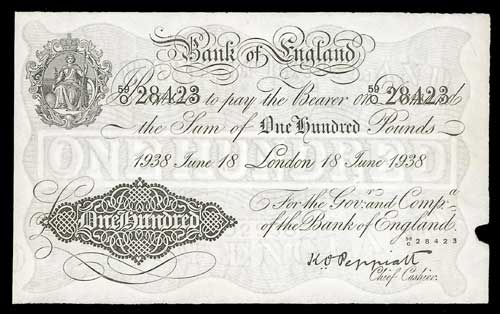 Bank of England
59/O 28423 to pay the Bearer on Demand 59/O 28423
the Sum of One Hundred Pounds
1938 June 18 London 18 June 1938
For the Govr. and Compa.
of the Bank of England.
One Hundred
59/O 28423
K O Peppiatt
Chief Cashier.